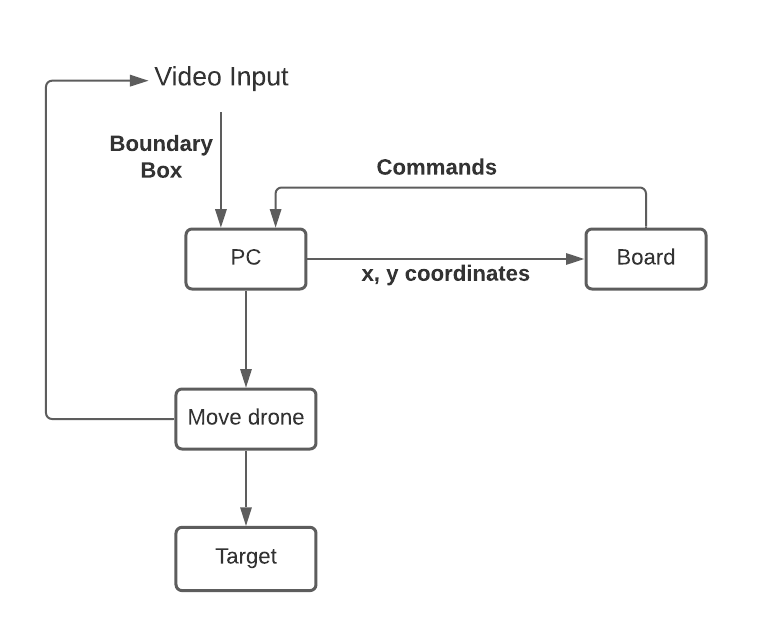 Video Input
Boundary
Box
Commands
PC
Board
x, y coordinates
Move drone
Target